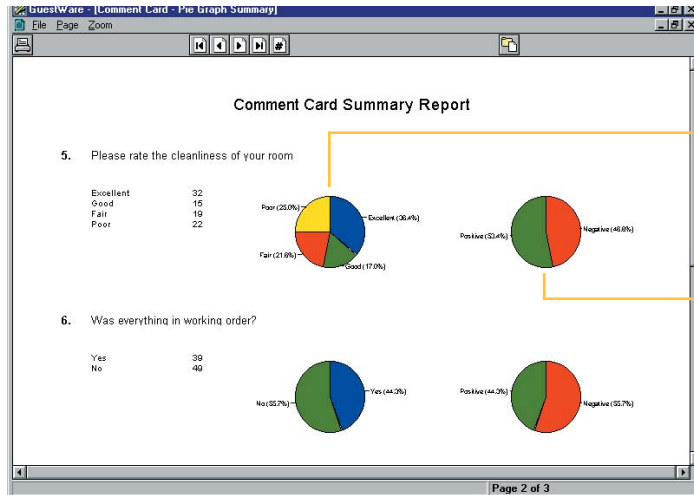 GuestWare - [Comment Card - Pie Graph Summary]
File Page Zoom
#
Comment Card Summary Report
5. Please rate the cleanliness of your room
Excellent 32
Good 15
Fair 19
Poor 22
Poor (25.0%)
Excellent (36.4%)
Fair (21.6%)
Good (17.0%)
Positive (53.4%)
Negative (46.6%)
6. Was everything in working order?
Yes 39
No 49
No (55.7%)
Yes (44.3%)
Positive (44.3%)
Negative (55.7%)
Page 2 of 3